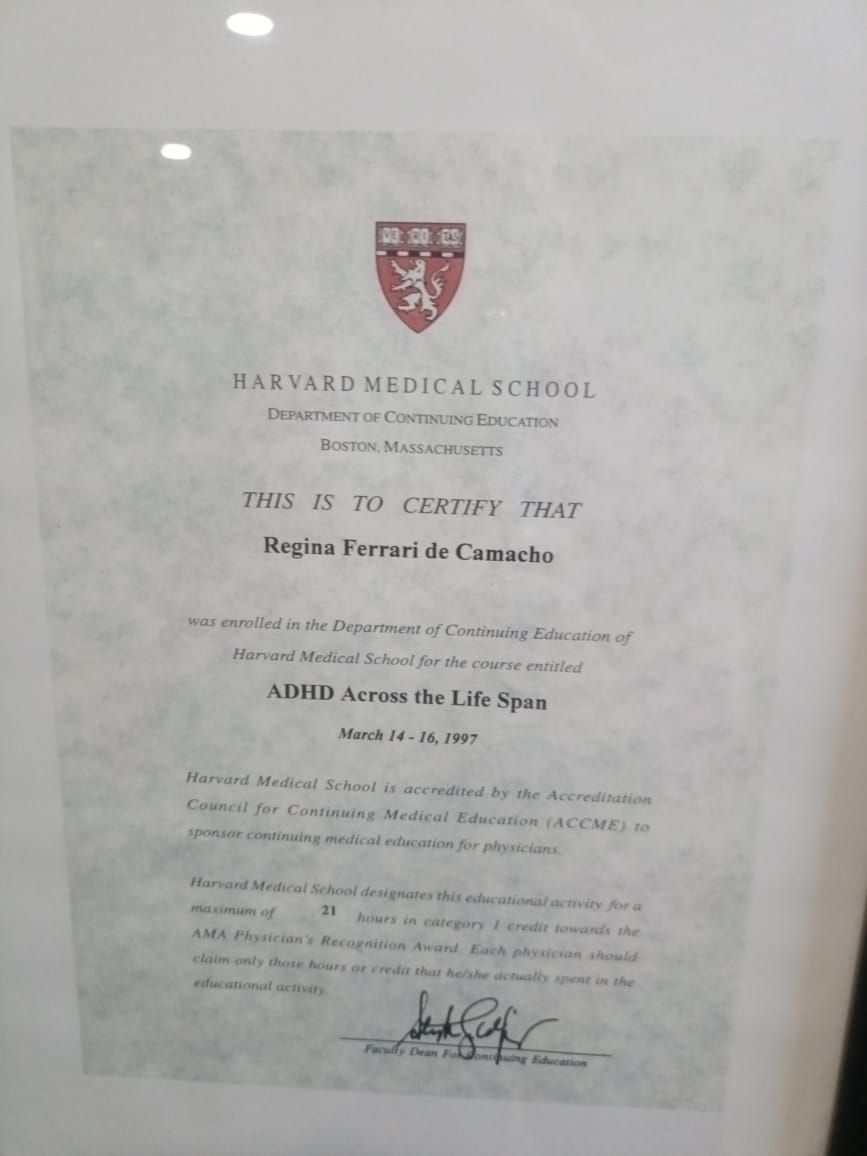 VE RI TAS
HARVARD MEDICAL SCHOOL
DEPARTMENT OF CONTINUING EDUCATION
BOSTON, MASSACHUSETTS
THIS IS TO CERTIFY THAT
Regina Ferrari de Camacho
was enrolled in the Department of Continuing Education of
Harvard Medical School for the course entitled
ADHD Across the Life Span
March 14 - 16, 1997
Harvard Medical School is accredited by the Accreditation
Council for Continuing Medical Education (ACCME) to
sponsor continuing medical education for physicians.
Harvard Medical School designates this educational activity for a
maximum of 21 hours in category 1 credit towards the
AMA Physician's Recognition Award. Each physician should
claim only those hours or credit that he/she actually spent in the
educational activity.
Faculty Dean For Continuing Education